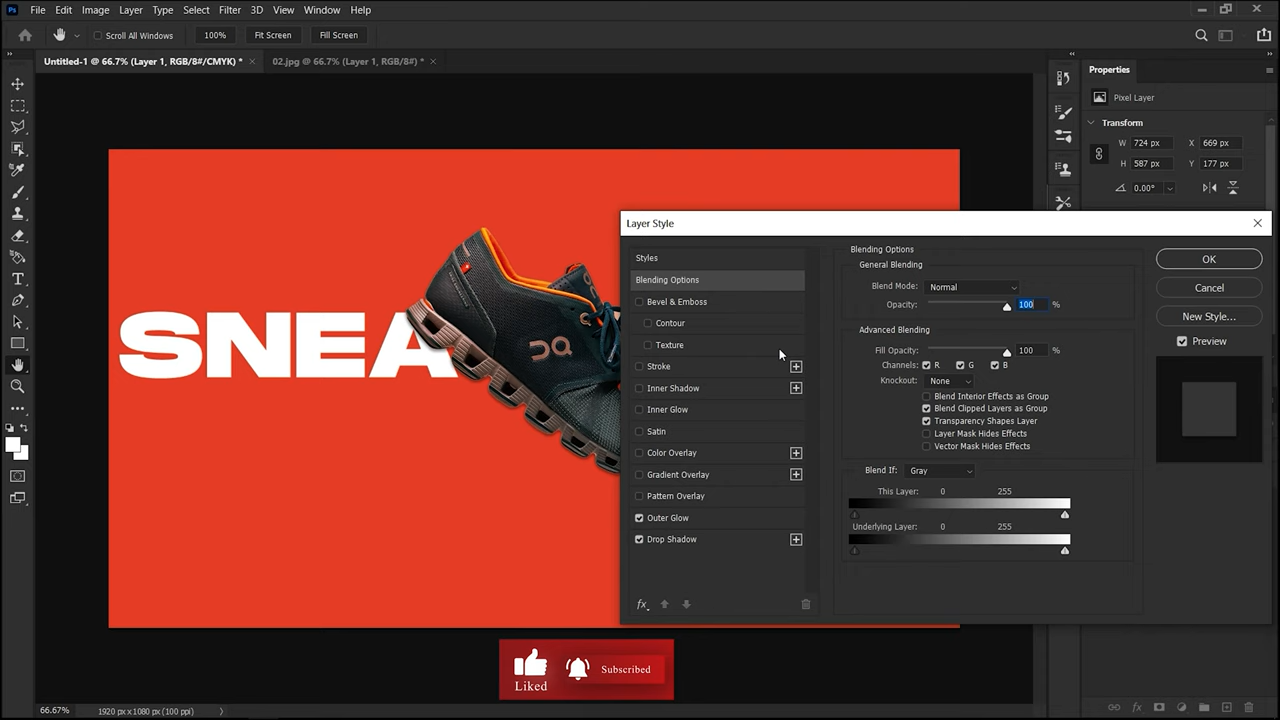 Ps File Edit Image Layer Type Select Filter 3D View Window Help
Scroll All Windows 100% Fit Screen Fill Screen
Untitled-1 @ 66.7% (Layer 1, RGB/8#/CMYK) * × 02.jpg @ 66.7% (Layer 1, RGB/8#) * ×
Properties
Pixel Layer
Transform
W 724 px X 669 px
H 587 px Y 177 px
0.00°
SNEA
Layer Style
Styles
Blending Options
Bevel & Emboss
Contour
Texture
Stroke
Inner Shadow
Inner Glow
Satin
Color Overlay
Gradient Overlay
Pattern Overlay
Outer Glow
Drop Shadow
fx
Blending Options
General Blending
Blend Mode: Normal
Opacity: 100 %
Advanced Blending
Fill Opacity: 100 %
Channels: R G B
Knockout: None
Blend Interior Effects as Group
Blend Clipped Layers as Group
Transparency Shapes Layer
Layer Mask Hides Effects
Vector Mask Hides Effects
Blend If: Gray
This Layer: 0 255
Underlying Layer: 0 255
OK
Cancel
New Style...
Preview
Liked
Subscribed
66.67% 1920 px x 1080 px (100 ppi)
fx